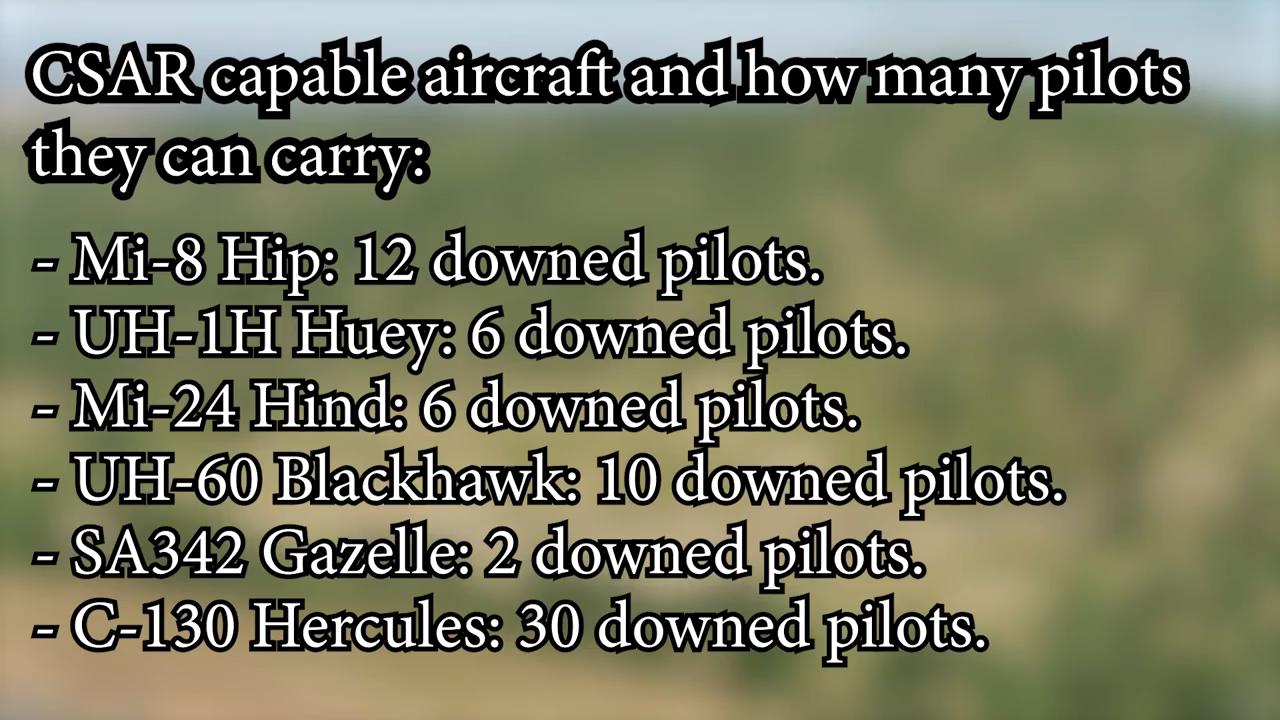 CSAR capable aircraft and how many pilots
they can carry:
- Mi-8 Hip: 12 downed pilots.
- UH-1H Huey: 6 downed pilots.
- Mi-24 Hind: 6 downed pilots.
- UH-60 Blackhawk: 10 downed pilots.
- SA342 Gazelle: 2 downed pilots.
- C-130 Hercules: 30 downed pilots.